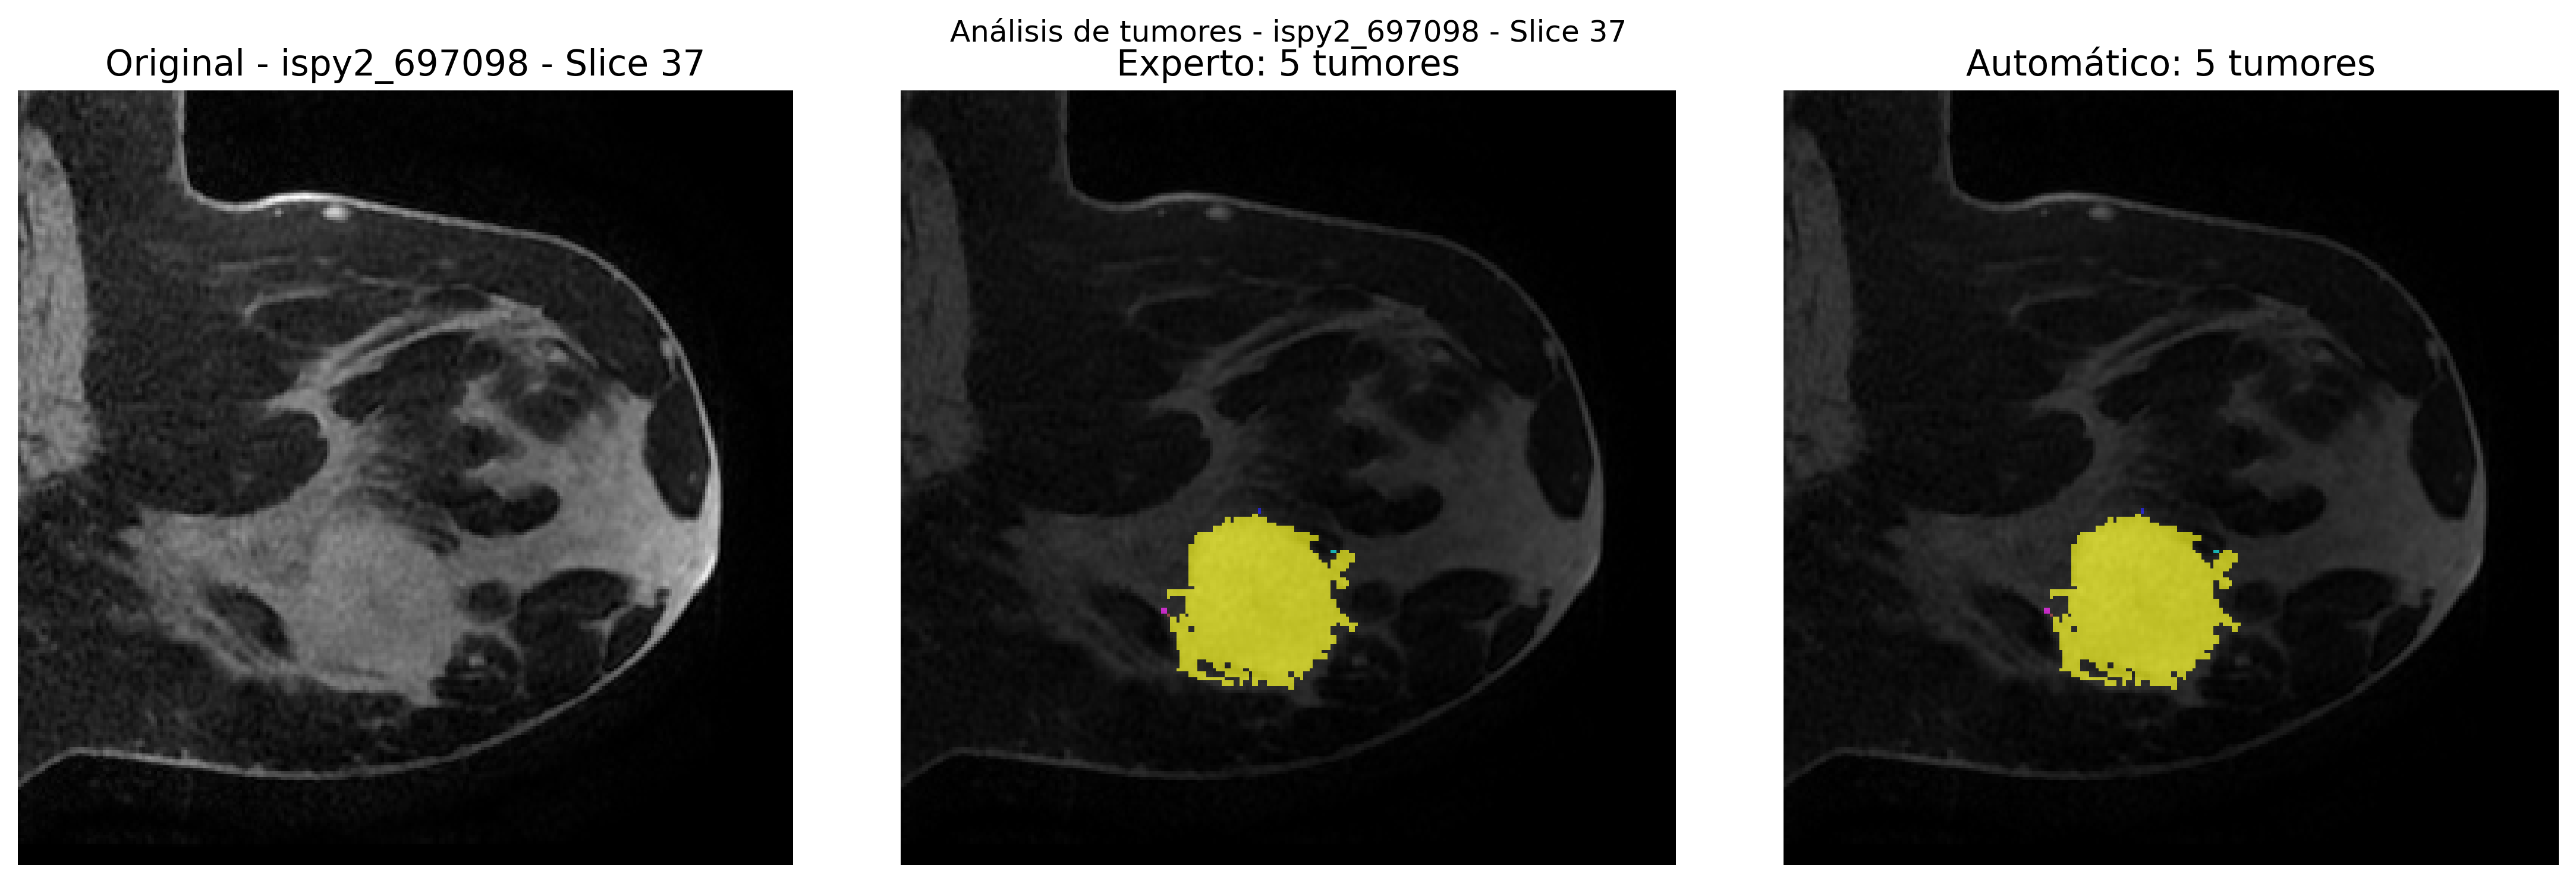 Análisis de tumores - ispy2_697098 - Slice 37
Original - ispy2_697098 - Slice 37
Experto: 5 tumores
Automático: 5 tumores